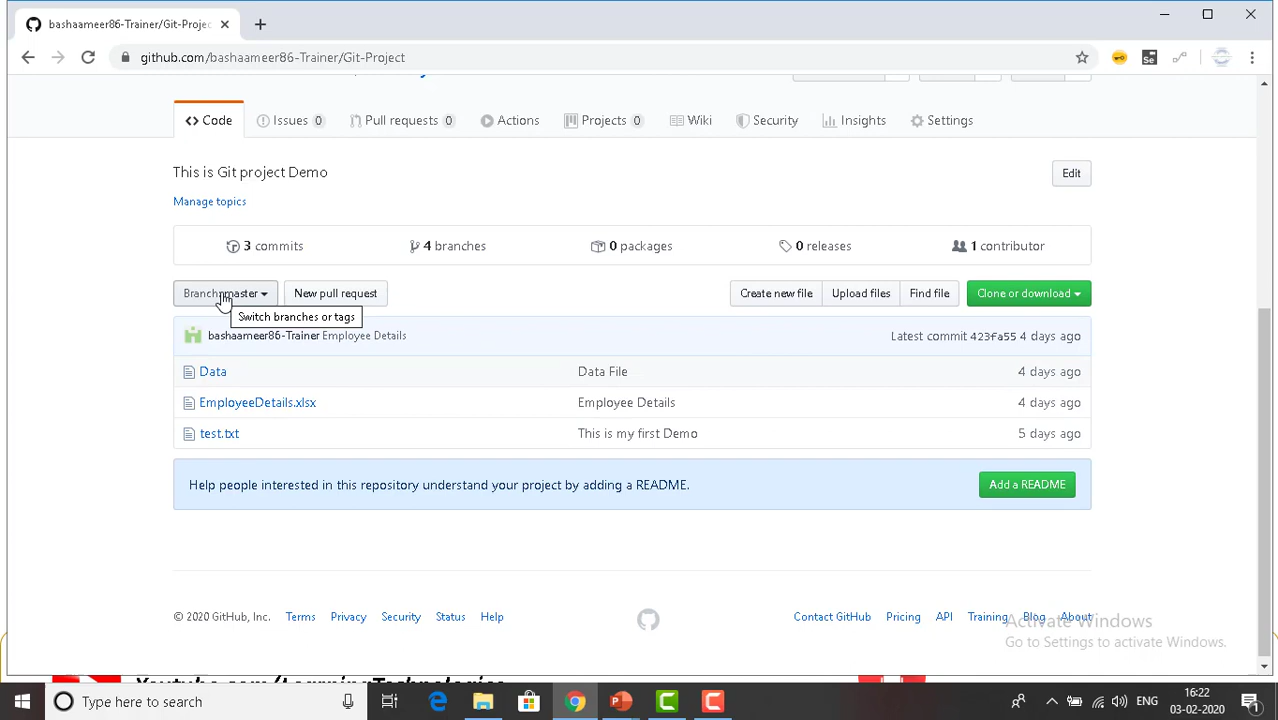 bashaameer86-Trainer/Git-Projec
github.com/bashaameer86-Trainer/Git-Project
Se
Code
Issues 0
Pull requests 0
Actions
Projects 0
Wiki
Security
Insights
Settings
This is Git project Demo
Edit
Manage topics
3 commits
4 branches
0 packages
0 releases
1 contributor
Branch: master
New pull request
Create new file
Upload files
Find file
Clone or download
Switch branches or tags
bashaameer86-Trainer Employee Details
Latest commit 423fa55 4 days ago
Data
Data File
4 days ago
EmployeeDetails.xlsx
Employee Details
4 days ago
test.txt
This is my first Demo
5 days ago
Help people interested in this repository understand your project by adding a README.
Add a README
© 2020 GitHub, Inc.
Terms
Privacy
Security
Status
Help
Contact GitHub
Pricing
API
Training
Blog
About
Activate Windows
Go to Settings to activate Windows.
Youtube.com/LearningTechnologies
Type here to search
ENG
16:22
03-02-2020
1